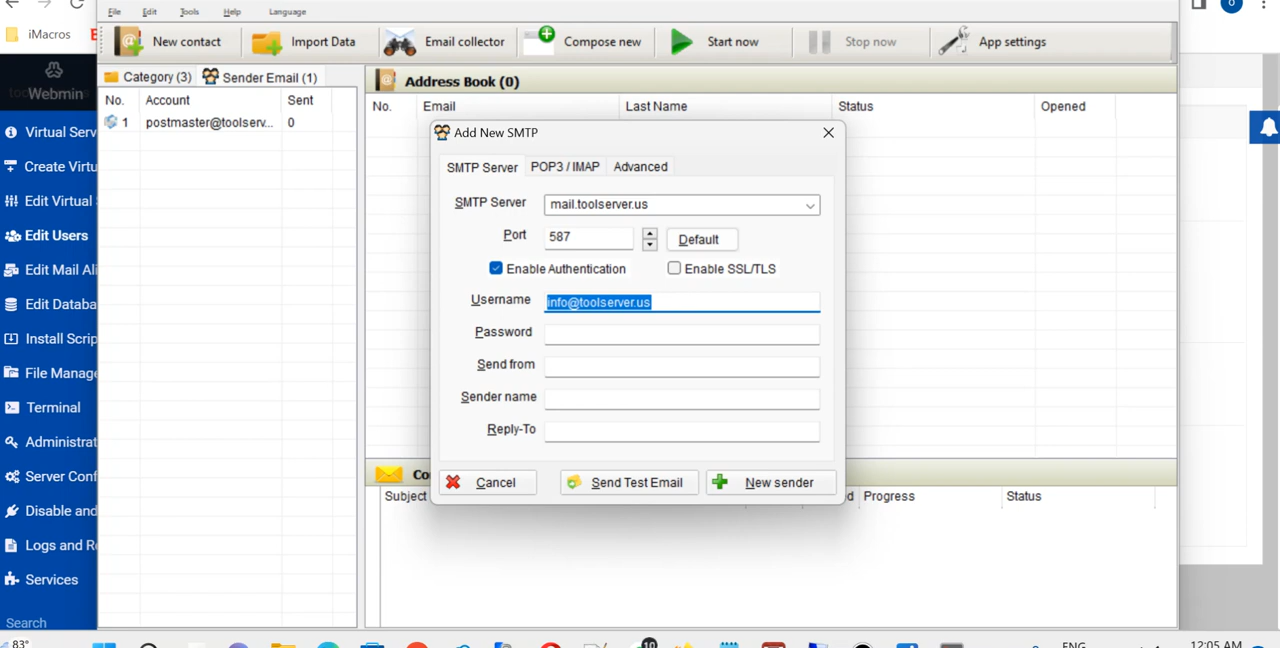 iMacros
File Edit Tools Help Language
New contact Import Data Email collector Compose new Start now Stop now App settings
Category (3) Sender Email (1)
Address Book (0)
Webmin
No. Account Sent
No. Email Last Name Status Opened
1 postmaster@toolserv... 0
Virtual Serv
Create Virtu
Edit Virtual
Edit Users
Edit Mail Ali
Edit Databa
Install Scrip
File Manage
Terminal
Administrat
Server Conf
Disable and
Logs and Re
Services
Search
Add New SMTP
SMTP Server POP3 / IMAP Advanced
SMTP Server mail.toolserver.us
Port 587 Default
Enable Authentication Enable SSL/TLS
Username info@toolserver.us
Password
Send from
Sender name
Reply-To
Cancel Send Test Email New sender
Co
Subject d Progress Status
83° 10 ENG 12:05 AM